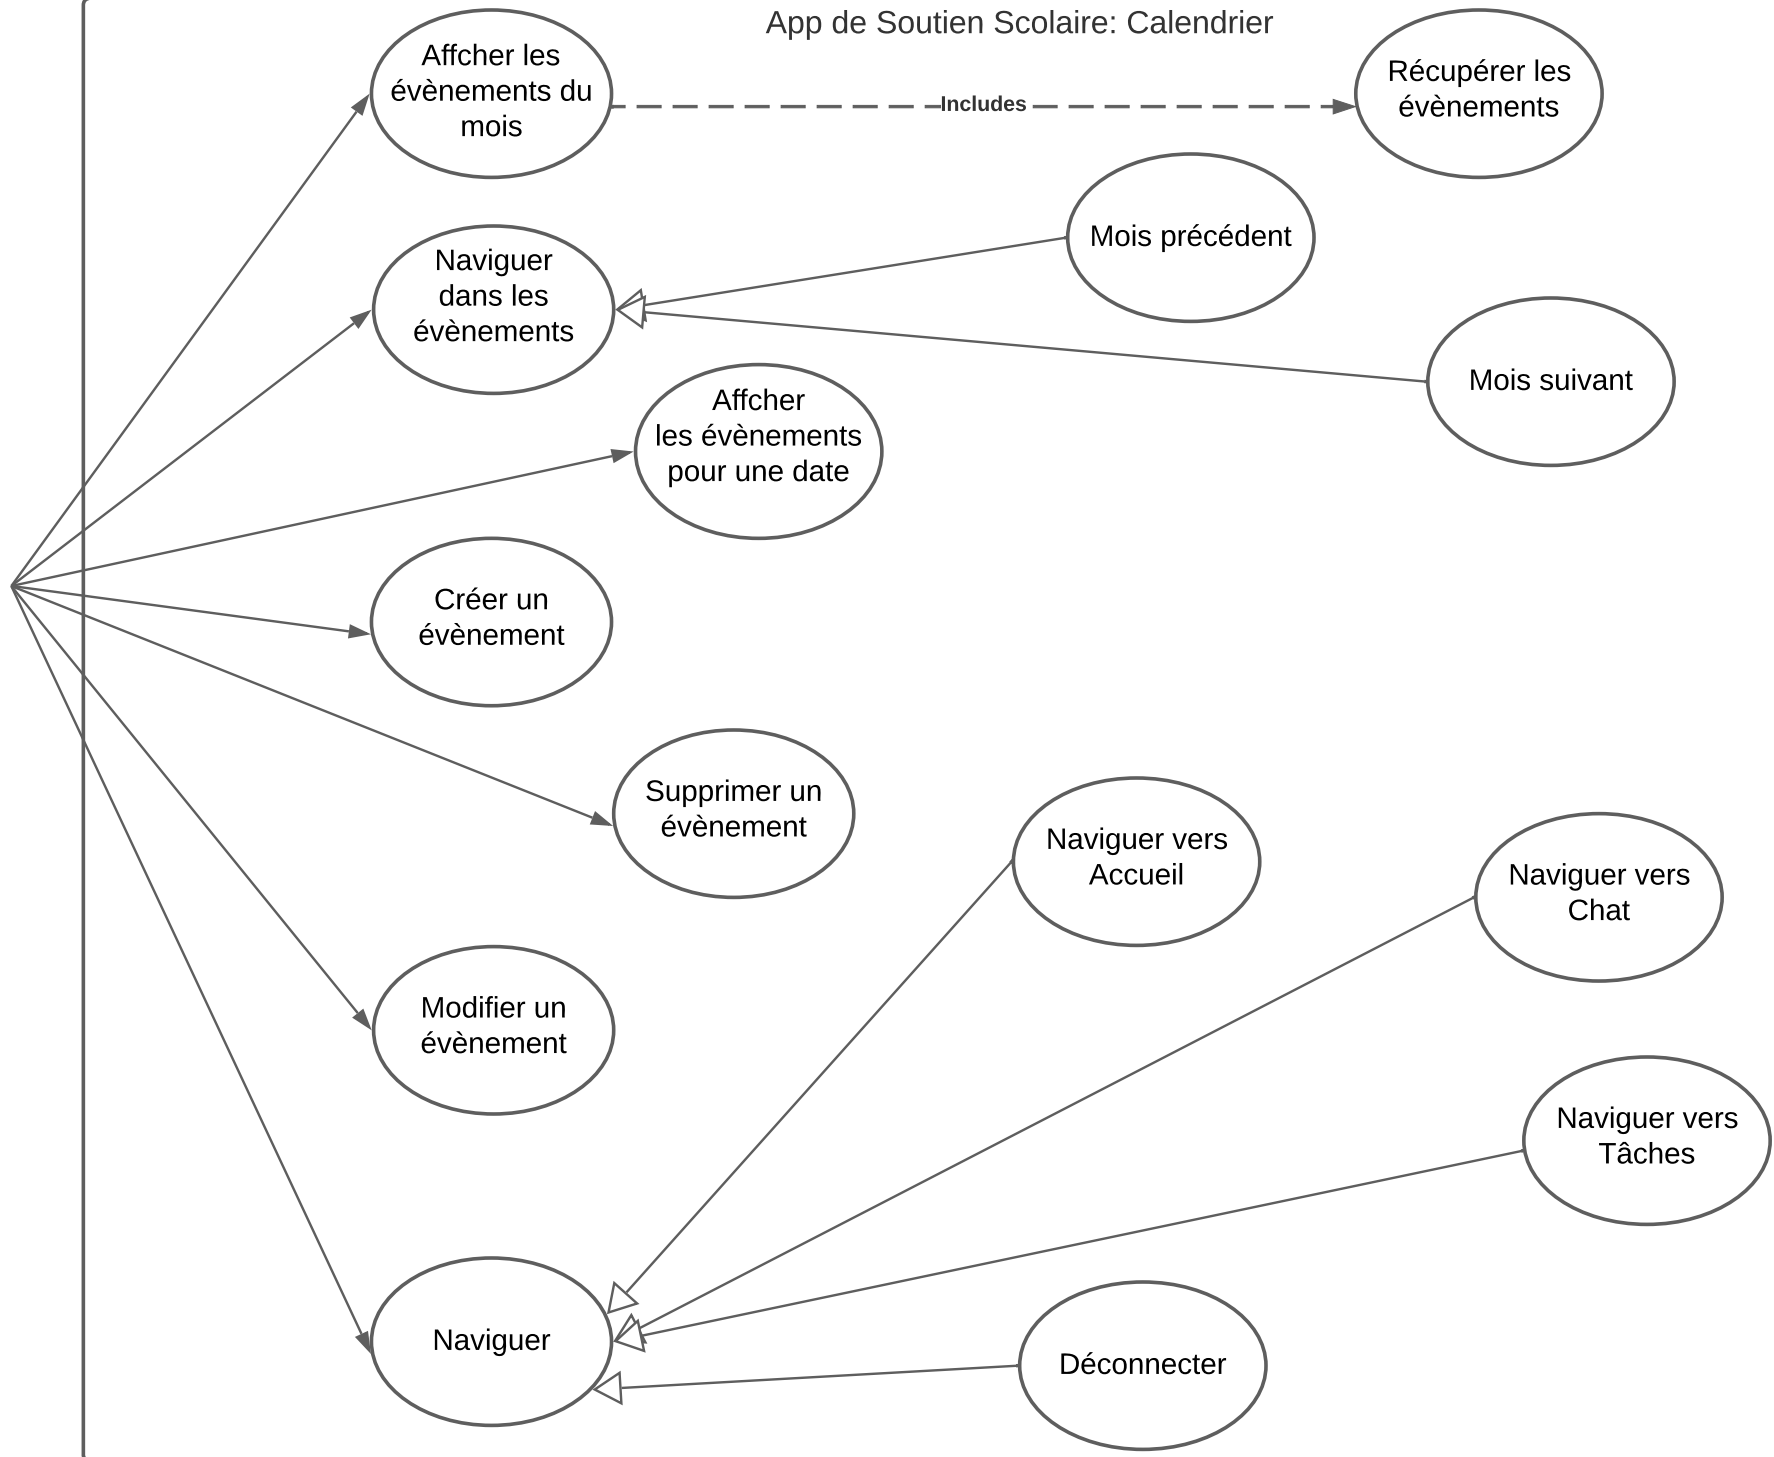 App de Soutien Scolaire: Calendrier
Affcher les
évènements du
mois
Includes
Récupérer les
évènements
Mois précédent
Naviguer
dans les
évènements
Mois suivant
Affcher
les évènements
pour une date
Créer un
évènement
Supprimer un
évènement
Naviguer vers
Accueil
Naviguer vers
Chat
Modifier un
évènement
Naviguer vers
Tâches
Naviguer
Déconnecter